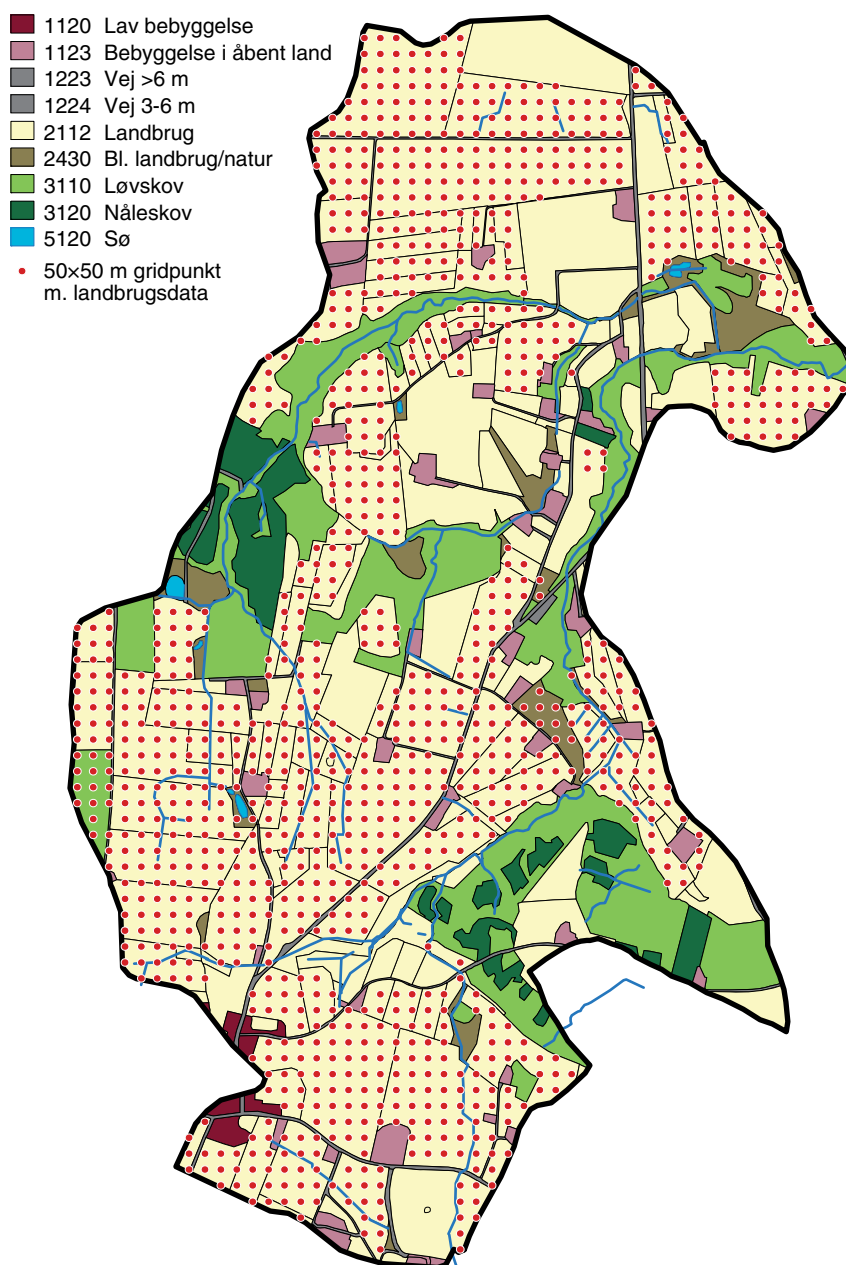 1120 Lav bebyggelse
1123 Bebyggelse i åbent land
1223 Vej >6 m
1224 Vej 3-6 m
2112 Landbrug
2430 Bl. landbrug/natur
3110 Løvskov
3120 Nåleskov
5120 Sø
50×50 m gridpunkt
m. landbrugsdata